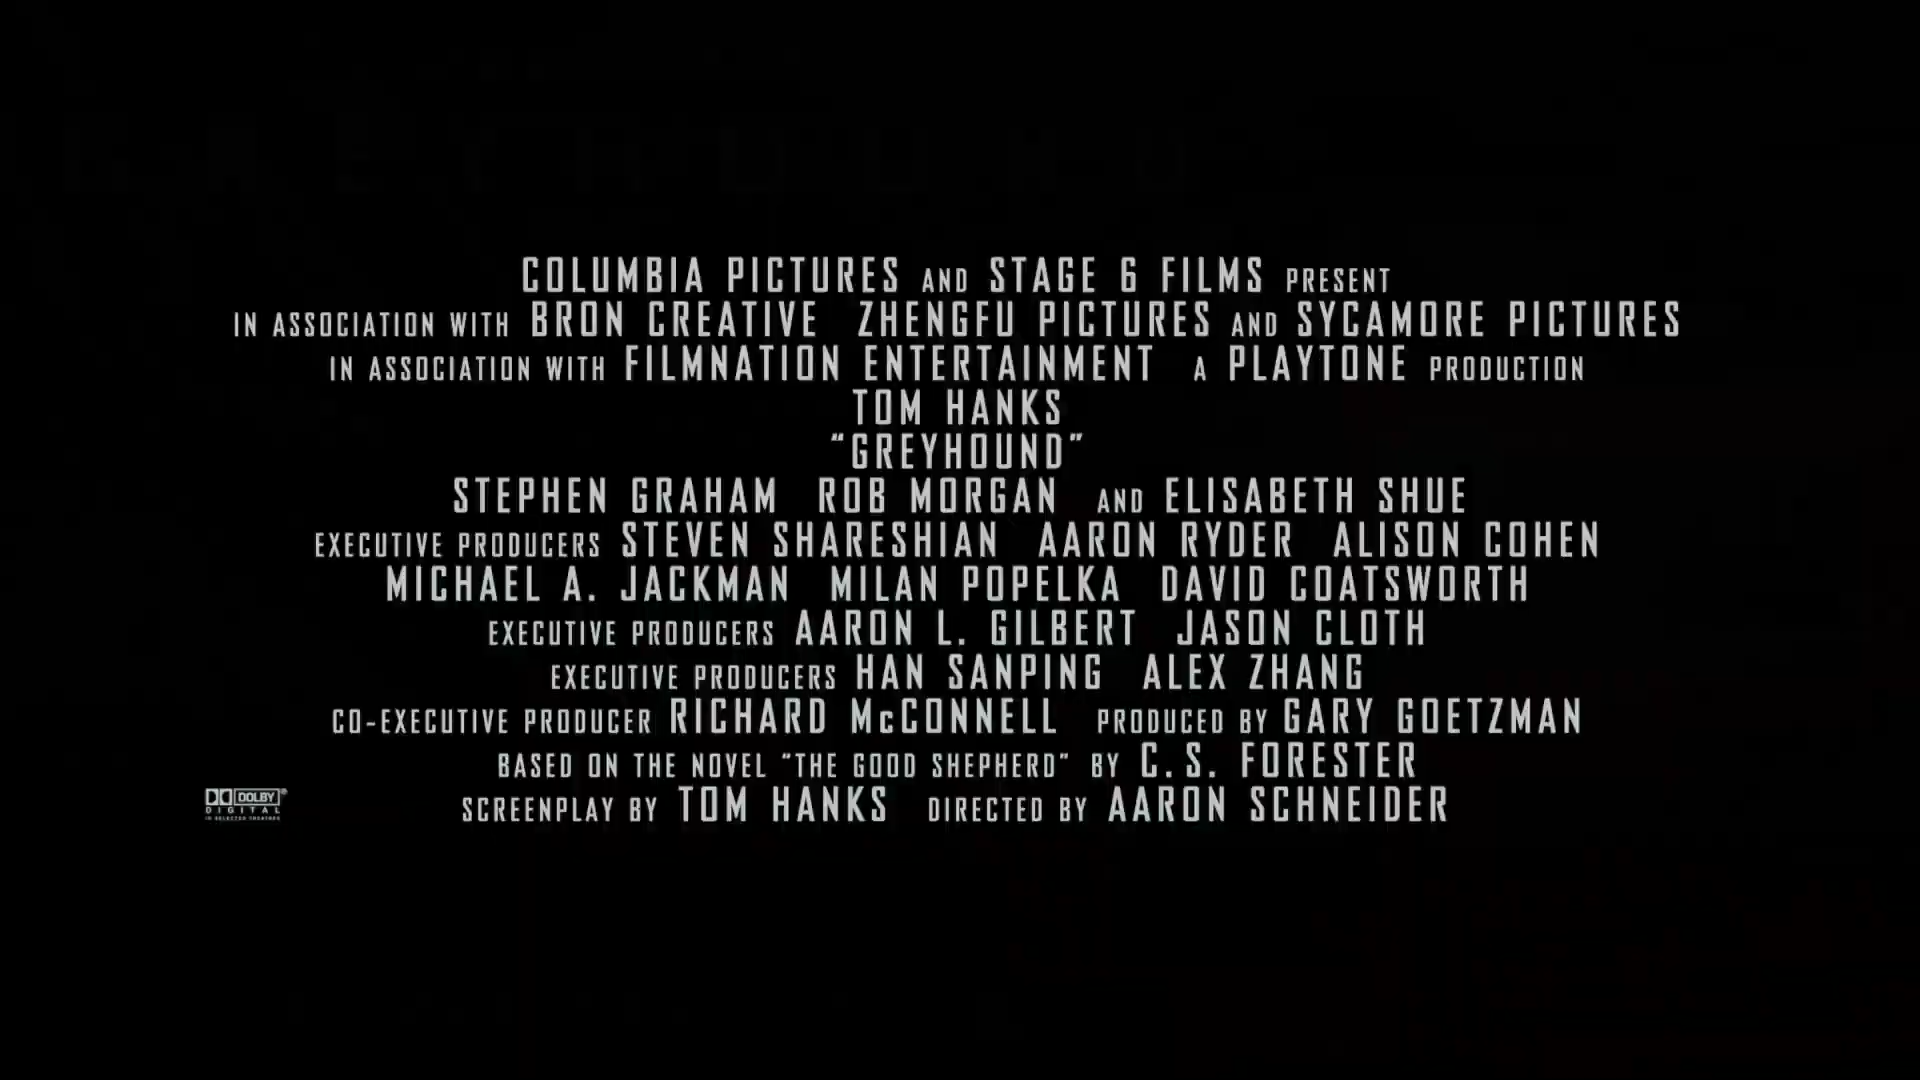 COLUMBIA PICTURES AND STAGE 6 FILMS PRESENT
IN ASSOCIATION WITH BRON CREATIVE ZHENGFU PICTURES AND SYCAMORE PICTURES
IN ASSOCIATION WITH FILMNATION ENTERTAINMENT A PLAYTONE PRODUCTION
TOM HANKS
“GREYHOUND”
STEPHEN GRAHAM ROB MORGAN AND ELISABETH SHUE
EXECUTIVE PRODUCERS STEVEN SHARESHIAN AARON RYDER ALISON COHEN
MICHAEL A. JACKMAN MILAN POPELKA DAVID COATSWORTH
EXECUTIVE PRODUCERS AARON L. GILBERT JASON CLOTH
EXECUTIVE PRODUCERS HAN SANPING ALEX ZHANG
CO-EXECUTIVE PRODUCER RICHARD McCONNELL PRODUCED BY GARY GOETZMAN
BASED ON THE NOVEL “THE GOOD SHEPHERD” BY C.S. FORESTER
SCREENPLAY BY TOM HANKS DIRECTED BY AARON SCHNEIDER
DOLBY®
DIGITAL
IN SELECTED THEATRES